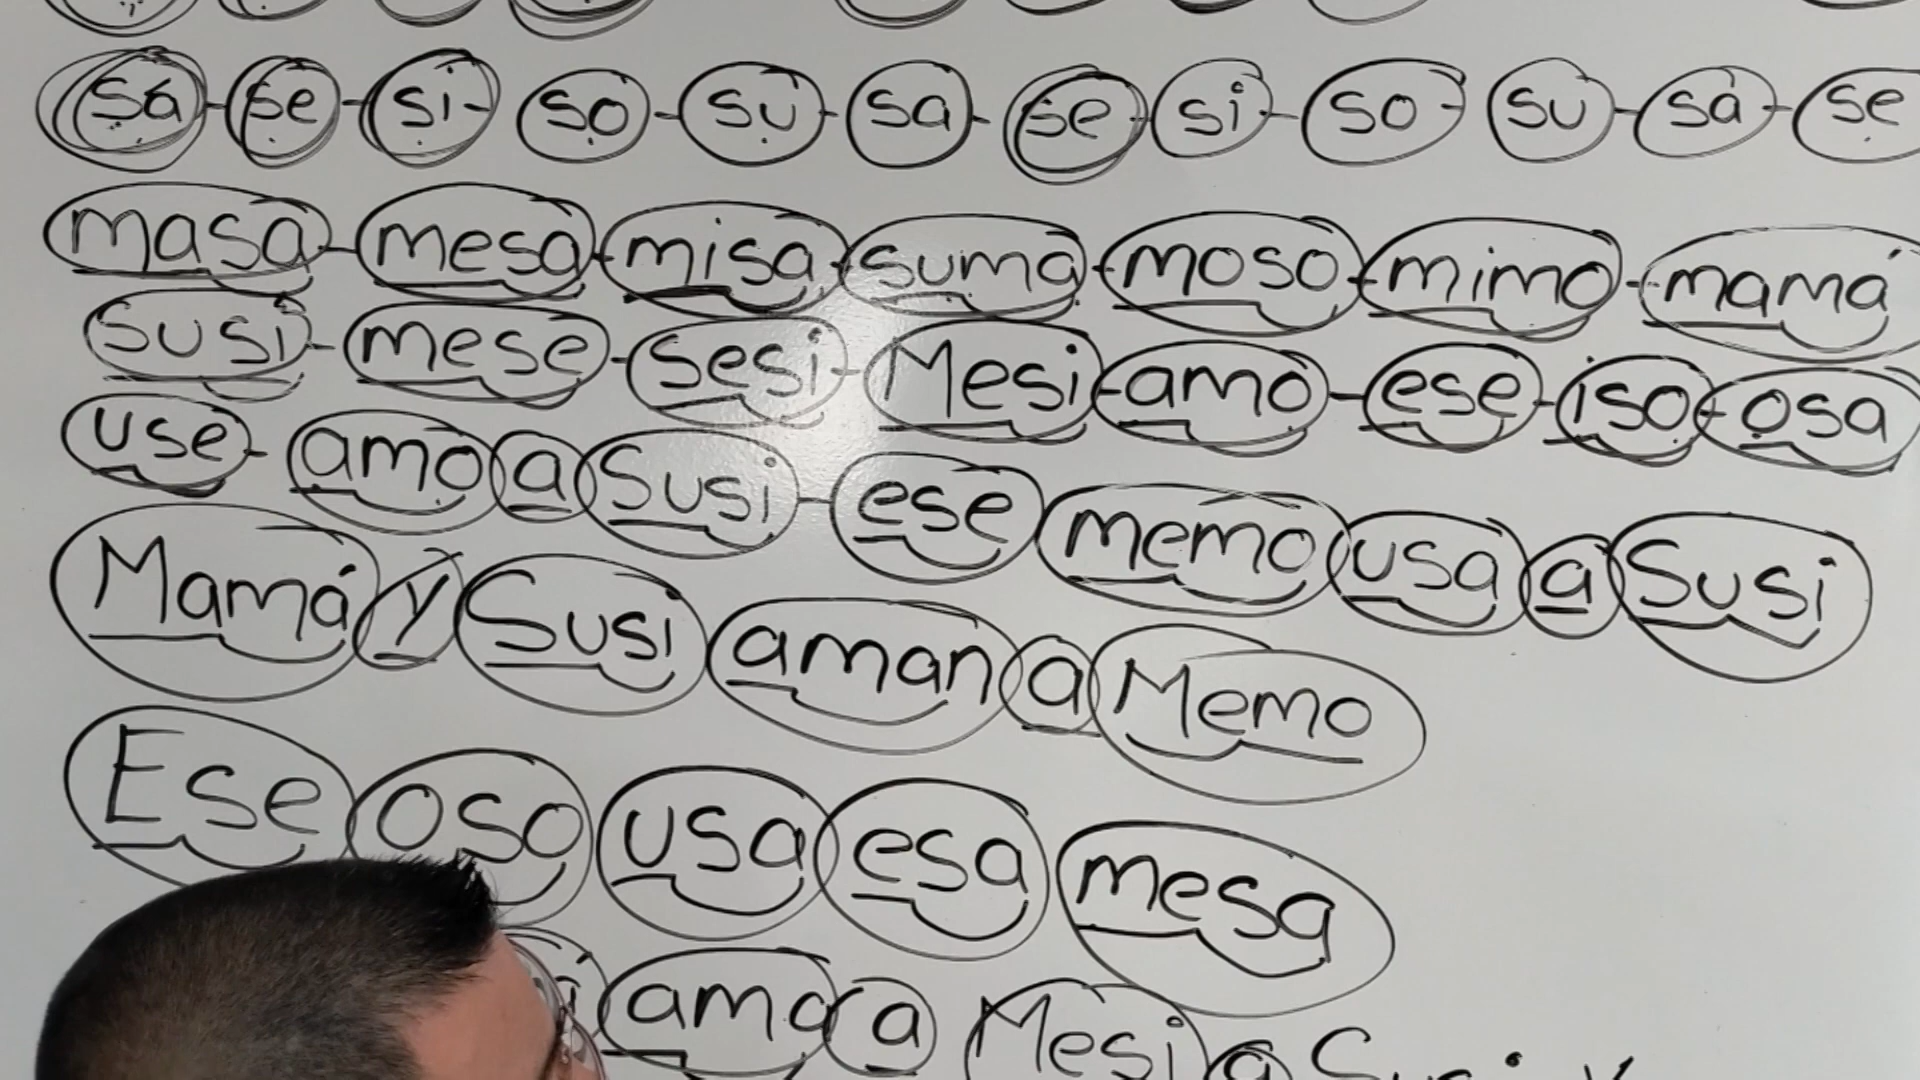 sa-se-si- so-su-sa-se-si-so- su-sa-se
masa-mesa-misa-suma-moso-mimo-mamá
Susi-mese-sesi-Mesi-amo-ese-iso-osa
use- amo a Susi-ese memo usa a Susi
Mamá y Susi aman a Memo
Ese oso usa esa mesa
ama a Mesi a Susi y